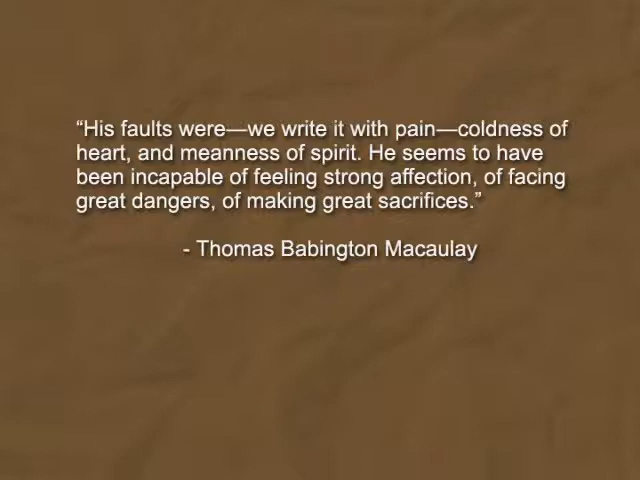 “His faults were—we write it with pain—coldness of
heart, and meanness of spirit. He seems to have
been incapable of feeling strong affection, of facing
great dangers, of making great sacrifices.”
- Thomas Babington Macaulay